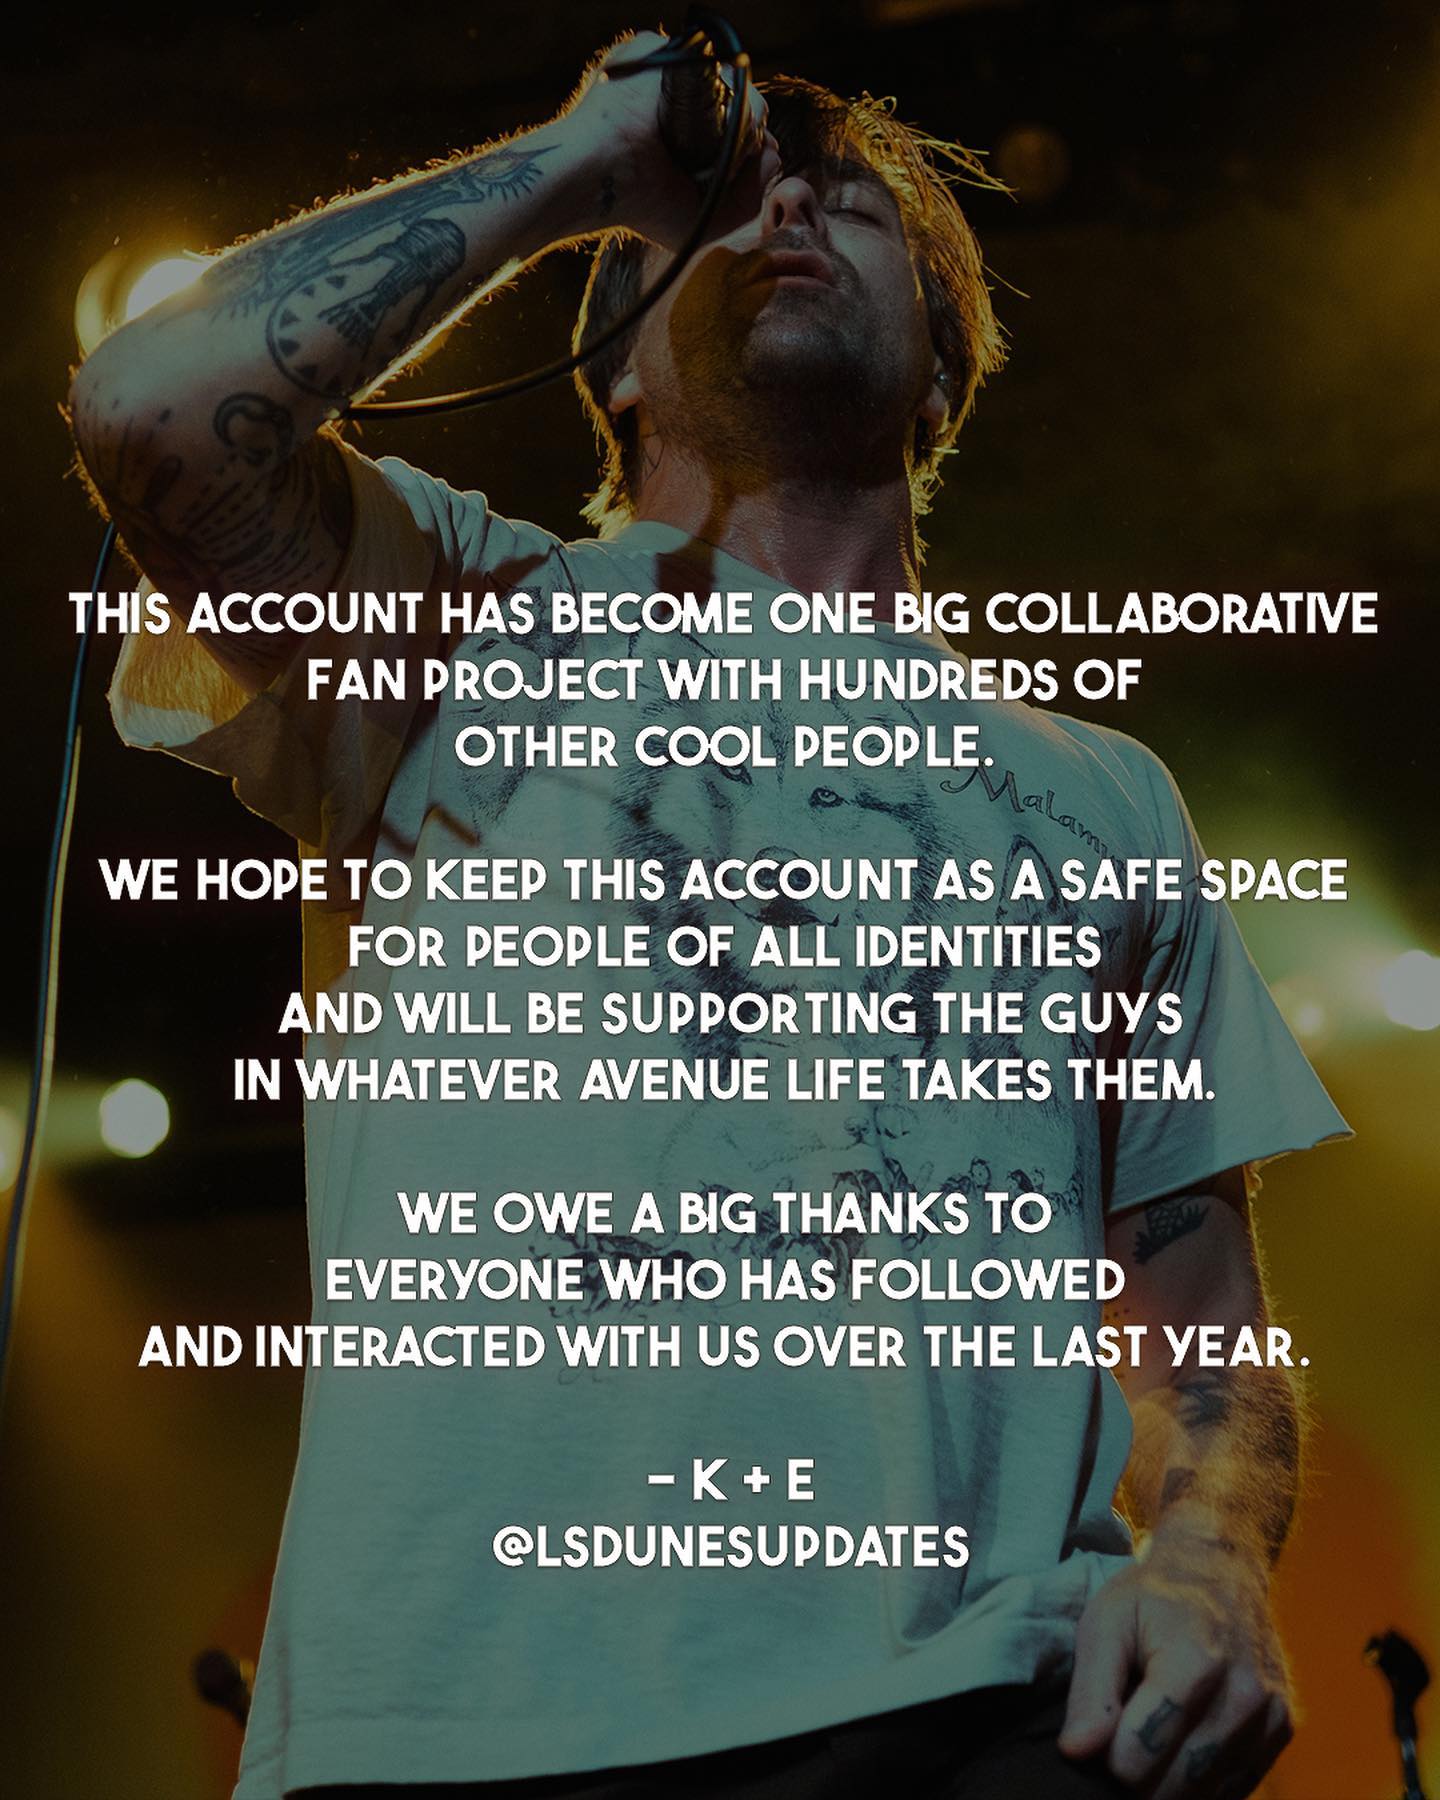 THIS ACCOUNT HAS BECOME ONE BIG COLLABORATIVE
FAN PROJECT WITH HUNDREDS OF
OTHER COOL PEOPLE.
WE HOPE TO KEEP THIS ACCOUNT AS A SAFE SPACE
FOR PEOPLE OF ALL IDENTITIES
AND WILL BE SUPPORTING THE GUYS
IN WHATEVER AVENUE LIFE TAKES THEM.
WE OWE A BIG THANKS TO
EVERYONE WHO HAS FOLLOWED
AND INTERACTED WITH US OVER THE LAST YEAR.
- K + E
@LSDUNESUPDATES